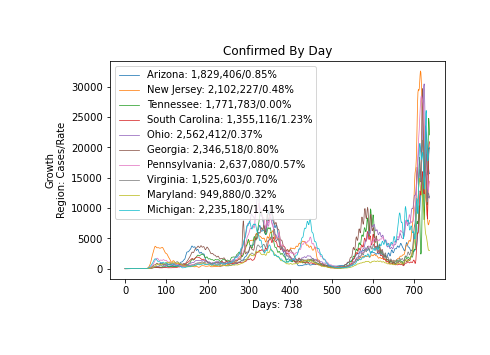 Confirmed By Day
Growth
Region: Cases/Rate
30000
25000
20000
15000
10000
5000
0
Arizona: 1,829,406/0.85%
New Jersey: 2,102,227/0.48%
Tennessee: 1,771,783/0.00%
South Carolina: 1,355,116/1.23%
Ohio: 2,562,412/0.37%
Georgia: 2,346,518/0.80%
Pennsylvania: 2,637,080/0.57%
Virginia: 1,525,603/0.70%
Maryland: 949,880/0.32%
Michigan: 2,235,180/1.41%
0 100 200 300 400 500 600 700
Days: 738